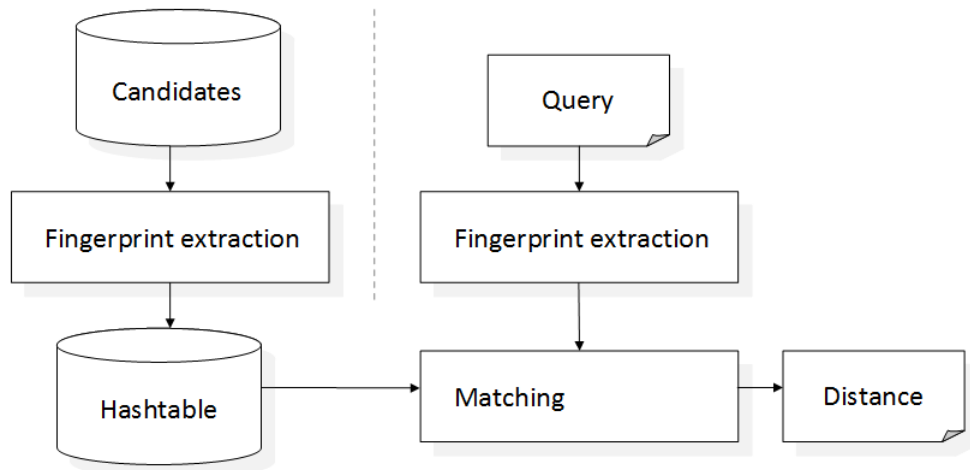 Candidates
Query
Fingerprint extraction
Fingerprint extraction
Hashtable
Matching
Distance